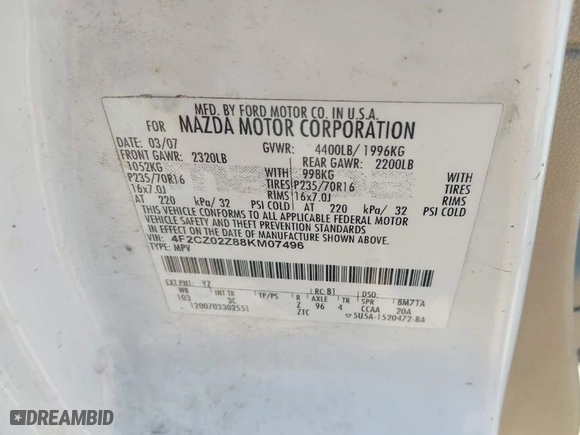 MFD. BY FORD MOTOR CO. IN U.S.A.
FOR MAZDA MOTOR CORPORATION
DATE: 03/07 GVWR: 4400LB/1996KG
FRONT GAWR: 2320LB REAR GAWR: 2200LB
1052KG WITH 998KG WITH
P235/70R16 TIRES P235/70R16 TIRES
16x7.0J RIMS 16x7.0J RIMS
AT 220 kPa/ 32 PSI COLD AT 220 kPa/ 32 PSI COLD
THIS VEHICLE CONFORMS TO ALL APPLICABLE FEDERAL MOTOR
VEHICLE SAFETY AND THEFT PREVENTION STANDARDS IN
EFFECT ON THE DATE OF MANUFACTURE SHOWN ABOVE.
VIN: 4F2CZ02Z88KM07496
TYPE: MPV
EXT PNT: YZ RC: 81 DSO:
WB INT TR TP/PS R AXLE TR SPR 8M7TA
103 3C Z 96 4 CCAA 20A
1200703302551 ZTC 5U5A-1520472-BA
DREAMBID